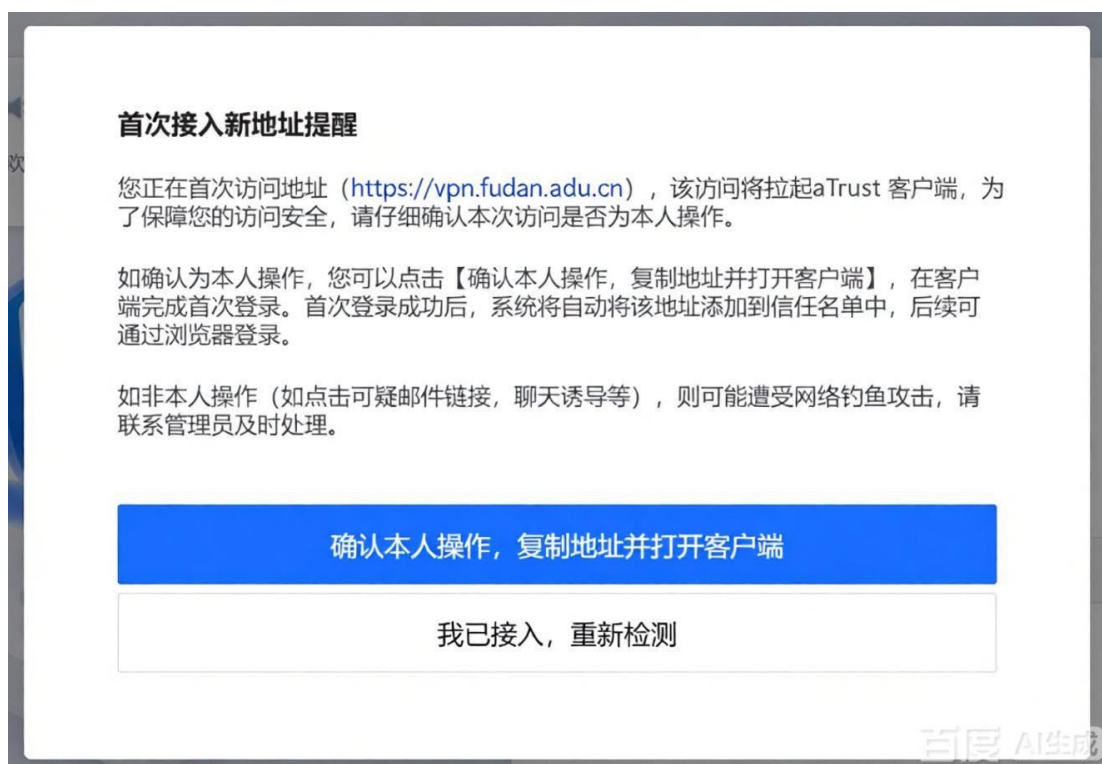 首次接入新地址提醒
您正在首次访问地址（https://vpn.fudan.adu.cn），该访问将拉起aTrust 客户端，为
了保障您的访问安全，请仔细确认本次访问是否为本人操作。
如确认为本人操作，您可以点击【确认本人操作，复制地址并打开客户端】，在客户
端完成首次登录。首次登录成功后，系统将自动将该地址添加到信任名单中，后续可
通过浏览器登录。
如非本人操作（如点击可疑邮件链接，聊天诱导等），则可能遭受网络钓鱼攻击，请
联系管理员及时处理。
确认本人操作，复制地址并打开客户端
我已接入，重新检测
次
百度 AI生成